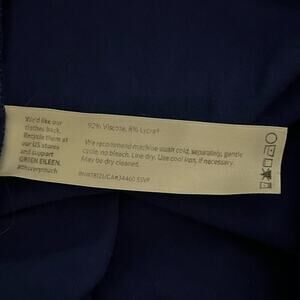 We'd like our
clothes back.
Recycle them at
our US stores
and support
GREEN EILEEN.
92% Viscose, 8% Lycra®
We recommend machine wash cold, separately, gentle
cycle, no bleach. Line dry. Use cool iron, if necessary.
May be dry cleaned.